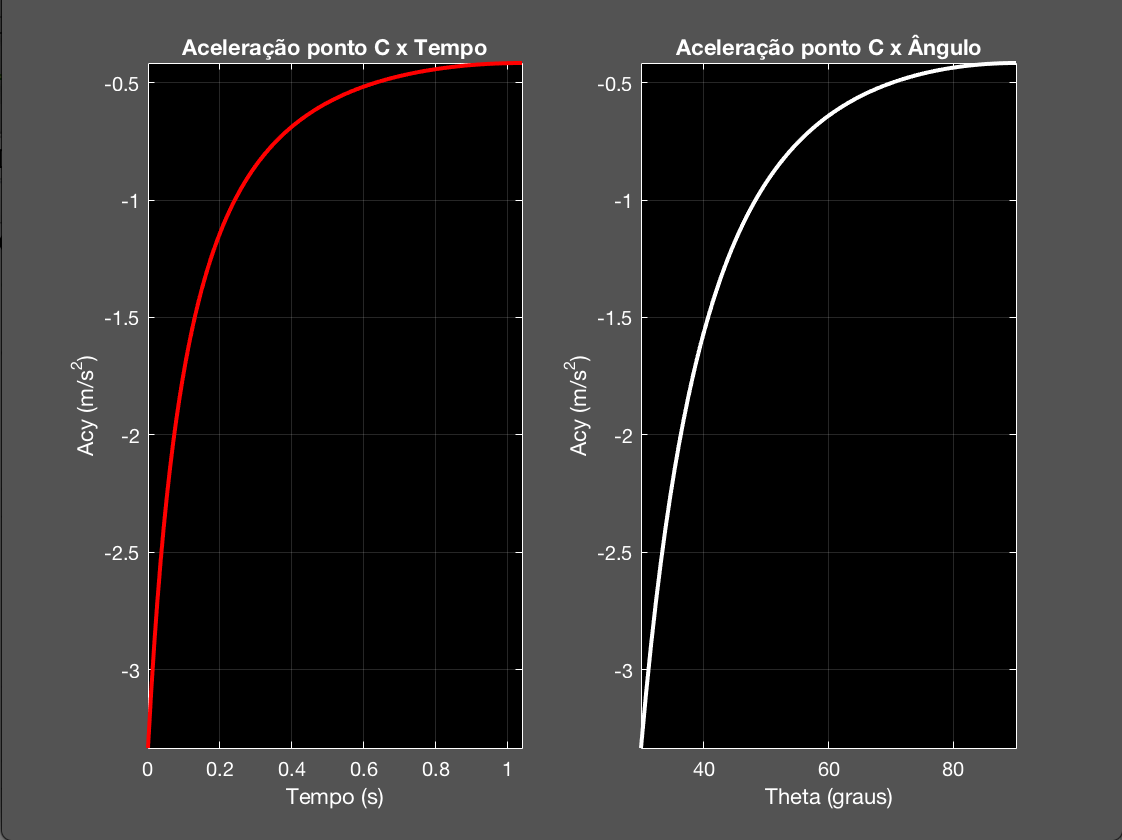 Aceleração ponto C x Tempo
-0.5
-1
-1.5
-2
-2.5
-3
Acy (m/s²)
0 0.2 0.4 0.6 0.8 1
Tempo (s)
Aceleração ponto C x Ângulo
-0.5
-1
-1.5
-2
-2.5
-3
Acy (m/s²)
40 60 80
Theta (graus)